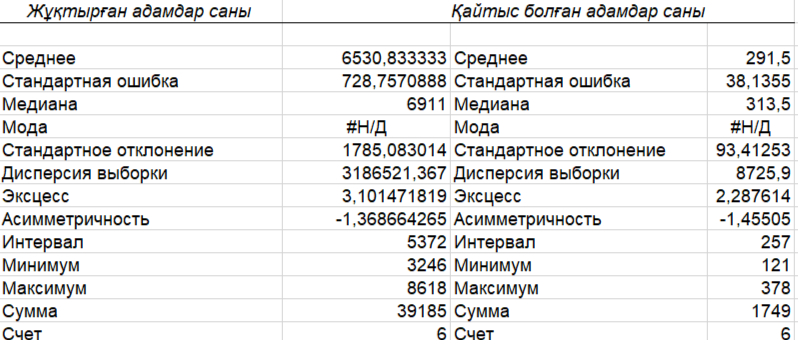 Жұқтырған адамдар саны Қайтыс болған адамдар саны
Среднее 6530,833333 Среднее 291,5
Стандартная ошибка 728,7570888 Стандартная ошибка 38,1355
Медиана 6911 Медиана 313,5
Мода #Н/Д Мода #Н/Д
Стандартное отклонение 1785,083014 Стандартное отклонение 93,41253
Дисперсия выборки 3186521,367 Дисперсия выборки 8725,9
Эксцесс 3,101471819 Эксцесс 2,287614
Асимметричность -1,368664265 Асимметричность -1,45505
Интервал 5372 Интервал 257
Минимум 3246 Минимум 121
Максимум 8618 Максимум 378
Сумма 39185 Сумма 1749
Счет 6 Счет 6